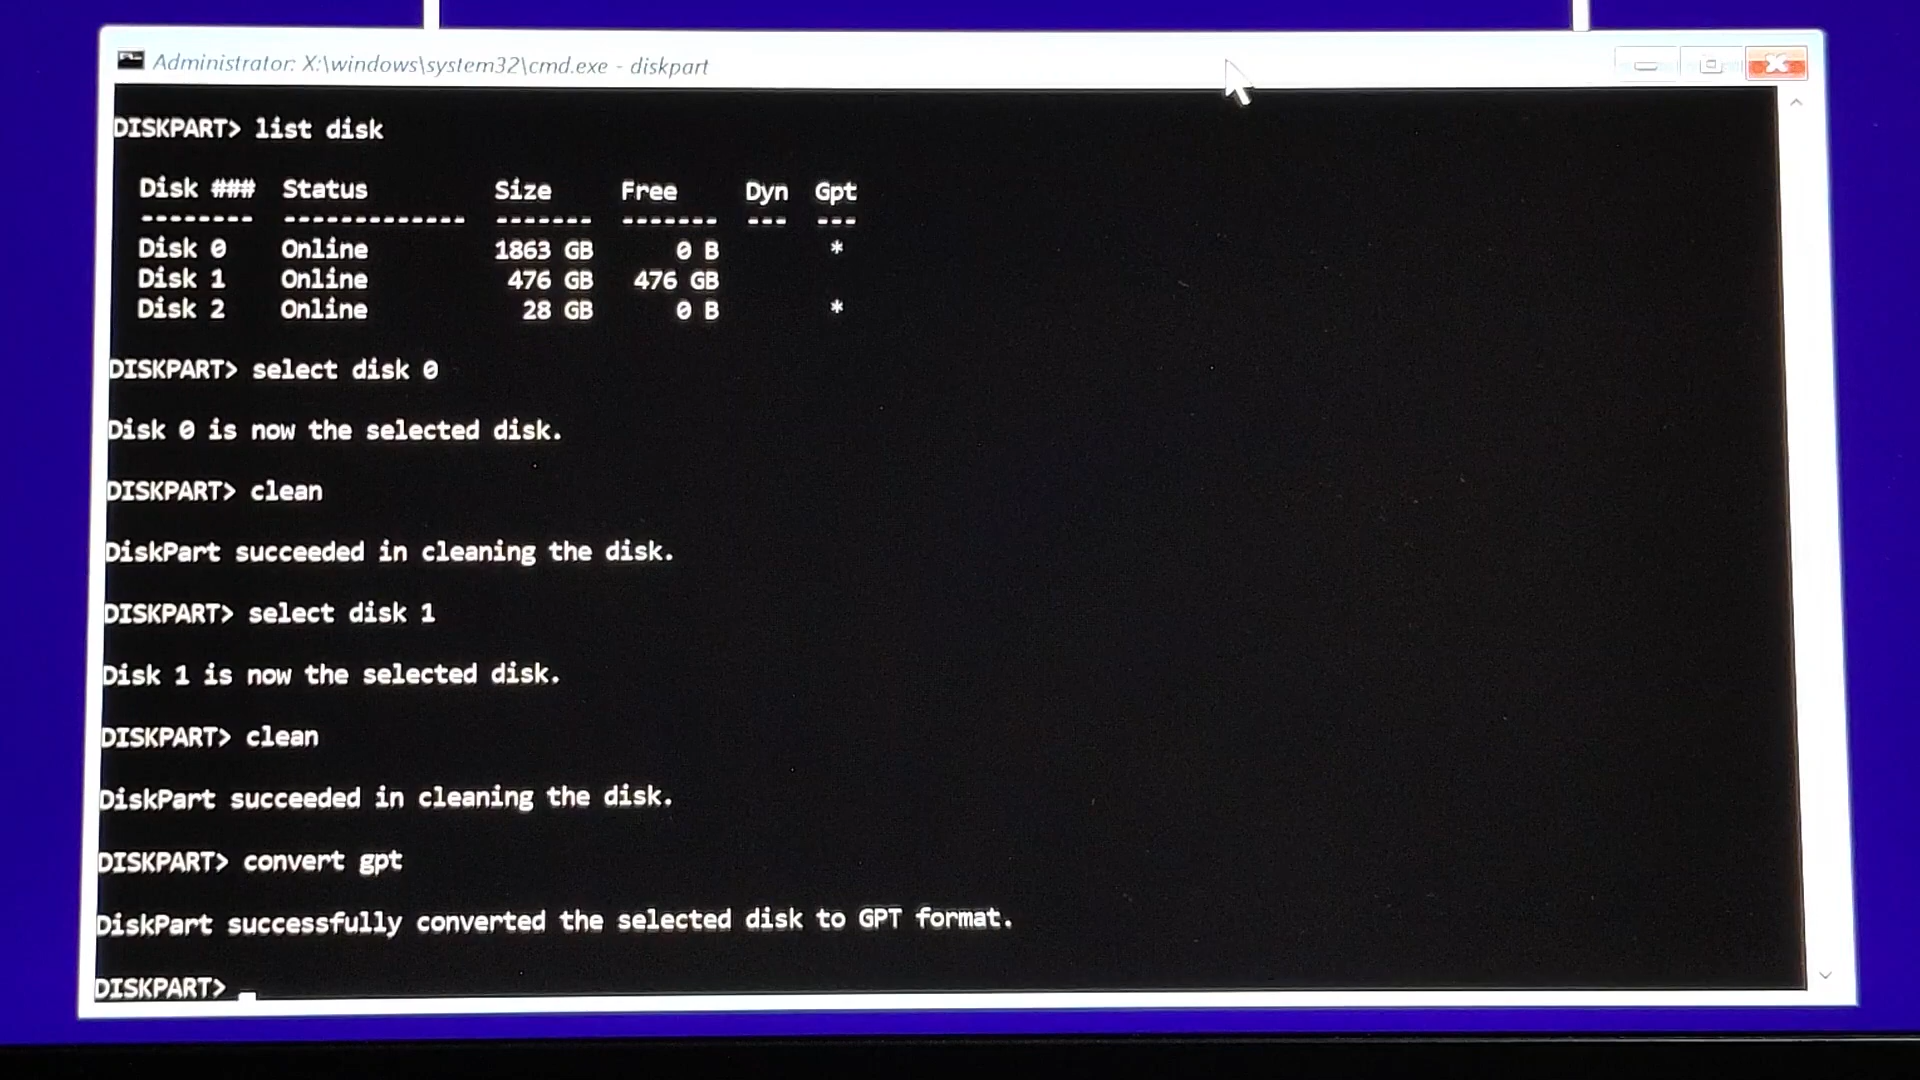 Administrator: X:\windows\system32\cmd.exe - diskpart
DISKPART> list disk
Disk ### Status Size Free Dyn Gpt
-------- ------------- ------- ------- --- ---
Disk 0 Online 1863 GB 0 B *
Disk 1 Online 476 GB 476 GB
Disk 2 Online 28 GB 0 B *
DISKPART> select disk 0
Disk 0 is now the selected disk.
DISKPART> clean
DiskPart succeeded in cleaning the disk.
DISKPART> select disk 1
Disk 1 is now the selected disk.
DISKPART> clean
DiskPart succeeded in cleaning the disk.
DISKPART> convert gpt
DiskPart successfully converted the selected disk to GPT format.
DISKPART>